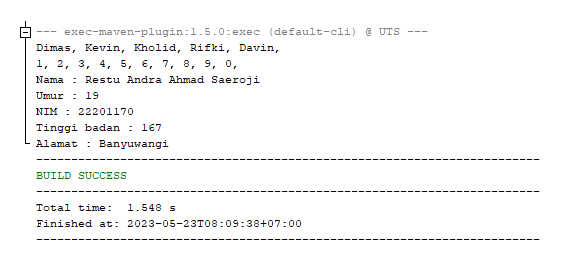 --- exec-maven-plugin:1.5.0:exec (default-cli) @ UTS ---
Dimas, Kevin, Kholid, Rifki, Davin,
1, 2, 3, 4, 5, 6, 7, 8, 9, 0,
Nama : Restu Andra Ahmad Saeroji
Umur : 19
NIM : 22201170
Tinggi badan : 167
Alamat : Banyuwangi
------------------------------------------------------------------------
BUILD SUCCESS
------------------------------------------------------------------------
Total time:  1.548 s
Finished at: 2023-05-23T08:09:38+07:00
------------------------------------------------------------------------